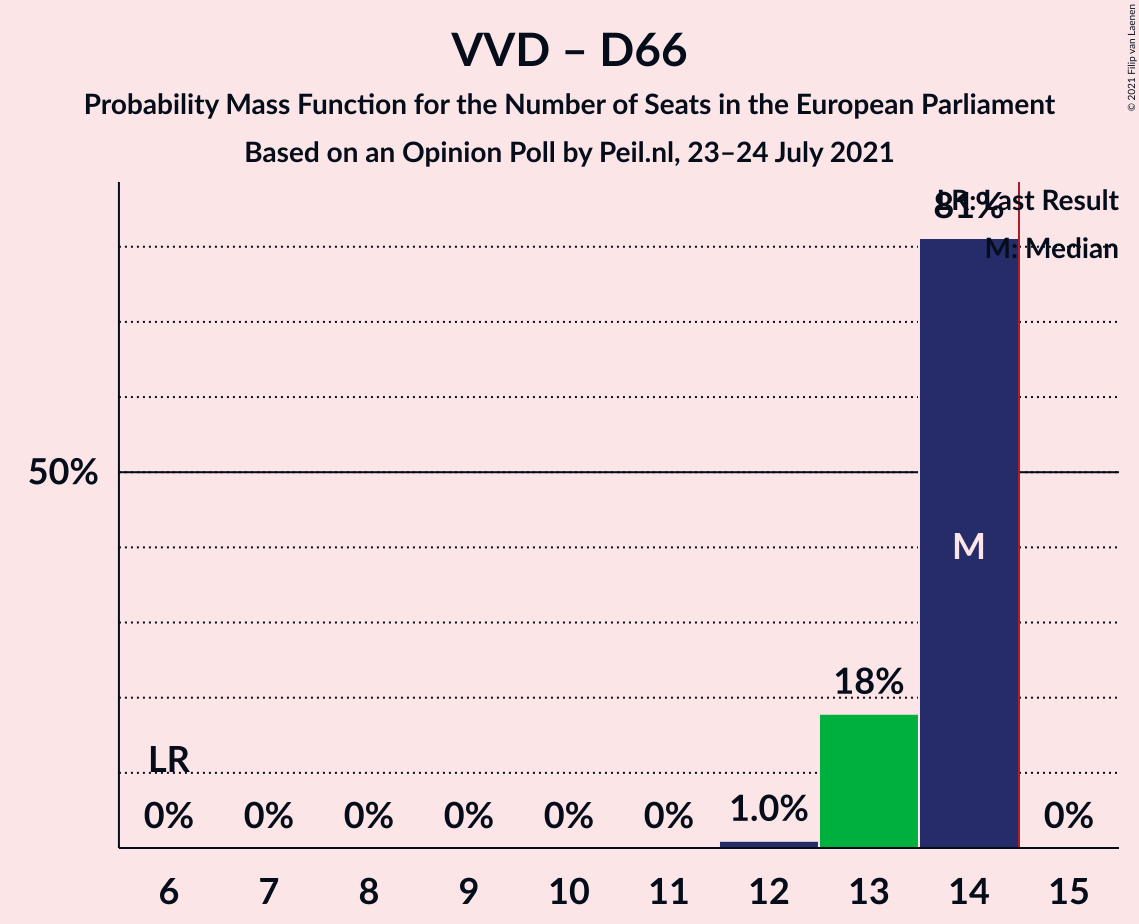 VVD – D66
Probability Mass Function for the Number of Seats in the European Parliament
Based on an Opinion Poll by Peil.nl, 23–24 July 2021
© 2021 Filip van Laenen
LR: Last Result
81%
M: Median
50%
M
18%
LR
0% 0% 0% 0% 0% 0% 1.0% 0%
6 7 8 9 10 11 12 13 14 15